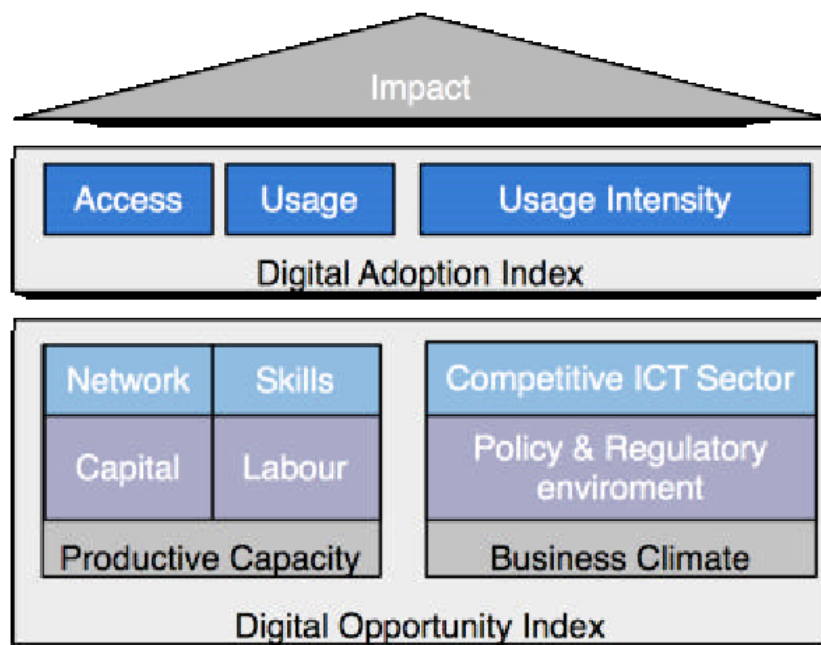 Impact
Access
Usage
Usage Intensity
Digital Adoption Index
Network
Skills
Competitive ICT Sector
Capital
Labour
Policy & Regulatory
enviroment
Productive Capacity
Business Climate
Digital Opportunity Index